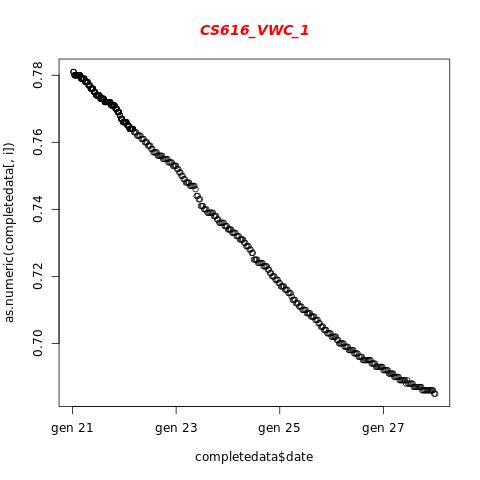 CS616_VWC_1
as.numeric(completedata[, i])
0.78
0.76
0.74
0.72
0.70
gen 21
gen 23
gen 25
gen 27
completedata$date